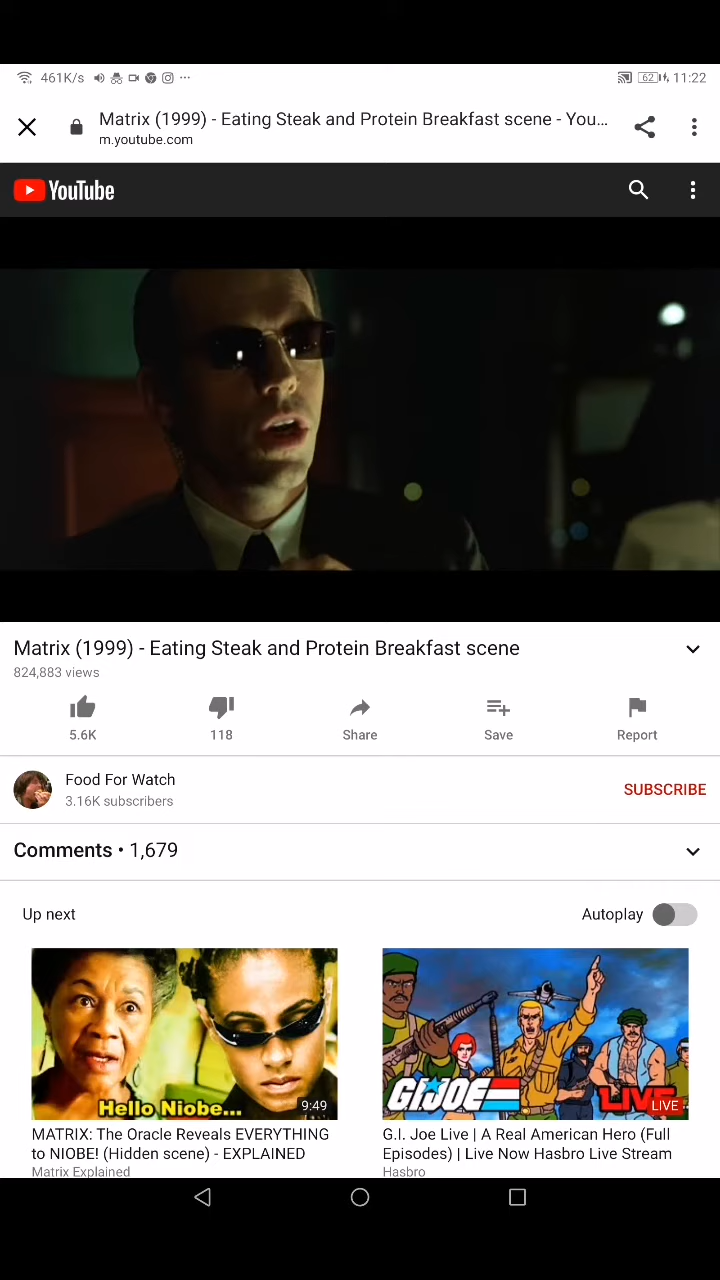 461K/s
62
11:22
Matrix (1999) - Eating Steak and Protein Breakfast scene - You...
m.youtube.com
YouTube
Matrix (1999) - Eating Steak and Protein Breakfast scene
824,883 views
5.6K
118
Share
Save
Report
Food For Watch
3.16K subscribers
SUBSCRIBE
Comments • 1,679
Up next
Autoplay
Hello Niobe...
9:49
MATRIX: The Oracle Reveals EVERYTHING
to NIOBE! (Hidden scene) - EXPLAINED
Matrix Explained
G.I. JOE
LIVE
LIVE
G.I. Joe Live | A Real American Hero (Full
Episodes) | Live Now Hasbro Live Stream
Hasbro